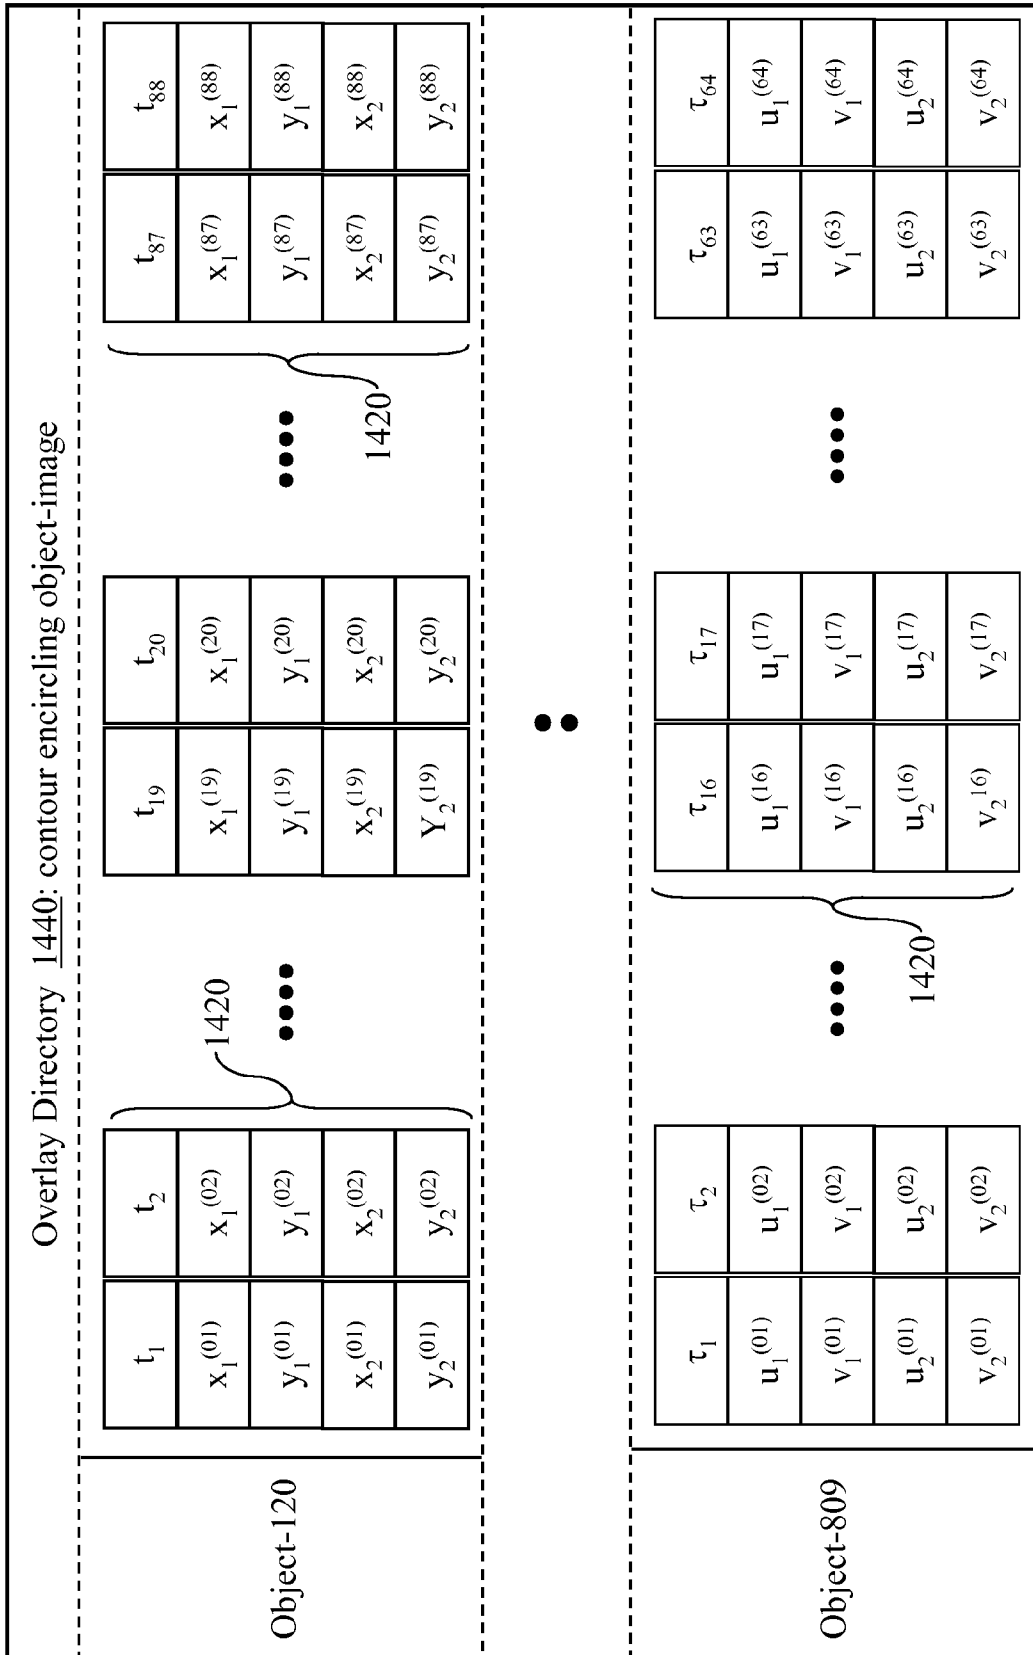 Overlay Directory 1440: contour encircling object-image
Object-120
t₁ t₂ t₁₉ t₂₀ t₈₇ t₈₈
x₁⁽⁰¹⁾ x₁⁽⁰²⁾ x₁⁽¹⁹⁾ x₁⁽²⁰⁾ x₁⁽⁸⁷⁾ x₁⁽⁸⁸⁾
y₁⁽⁰¹⁾ y₁⁽⁰²⁾ y₁⁽¹⁹⁾ y₁⁽²⁰⁾ y₁⁽⁸⁷⁾ y₁⁽⁸⁸⁾
x₂⁽⁰¹⁾ x₂⁽⁰²⁾ x₂⁽¹⁹⁾ x₂⁽²⁰⁾ x₂⁽⁸⁷⁾ x₂⁽⁸⁸⁾
y₂⁽⁰¹⁾ y₂⁽⁰²⁾ Y₂⁽¹⁹⁾ y₂⁽²⁰⁾ y₂⁽⁸⁷⁾ y₂⁽⁸⁸⁾
1420
1420
Object-809
τ₁ τ₂ τ₁₆ τ₁₇ τ₆₃ τ₆₄
u₁⁽⁰¹⁾ u₁⁽⁰²⁾ u₁⁽¹⁶⁾ u₁⁽¹⁷⁾ u₁⁽⁶³⁾ u₁⁽⁶⁴⁾
v₁⁽⁰¹⁾ v₁⁽⁰²⁾ v₁⁽¹⁶⁾ v₁⁽¹⁷⁾ v₁⁽⁶³⁾ v₁⁽⁶⁴⁾
u₂⁽⁰¹⁾ u₂⁽⁰²⁾ u₂⁽¹⁶⁾ u₂⁽¹⁷⁾ u₂⁽⁶³⁾ u₂⁽⁶⁴⁾
v₂⁽⁰¹⁾ v₂⁽⁰²⁾ v₂¹⁶⁾ v₂⁽¹⁷⁾ v₂⁽⁶³⁾ v₂⁽⁶⁴⁾
1420